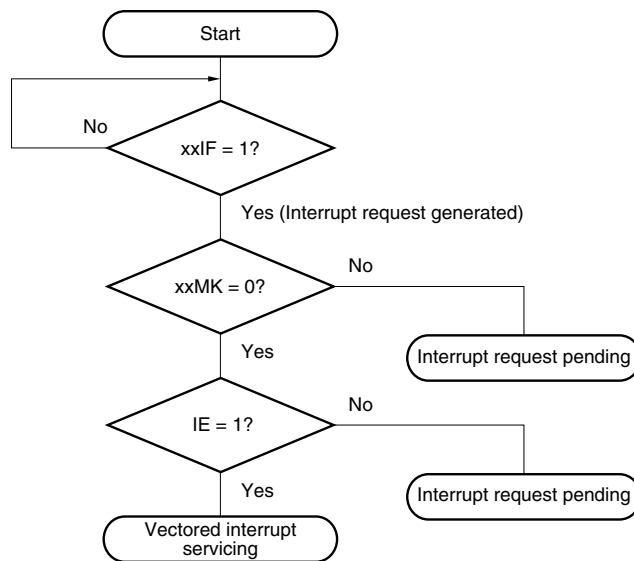 Start
No
xxIF = 1?
Yes (Interrupt request generated)
No
xxMK = 0?
Interrupt request pending
Yes
No
IE = 1?
Interrupt request pending
Yes
Vectored interrupt
servicing